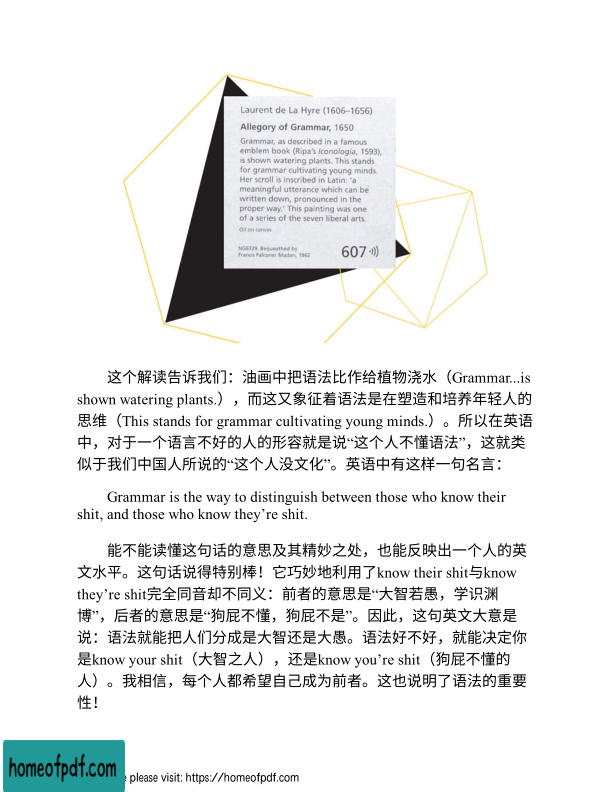 Laurent de La Hyre (1606–1656)
Allegory of Grammar, 1650
Grammar, as described in a famous
emblem book (Ripa's Iconologia, 1593),
is shown watering plants. This stands
for grammar cultivating young minds.
Her scroll is inscribed in Latin: 'a
meaningful utterance which can be
written down, pronounced in the
proper way.' This painting was one
of a series of the seven liberal arts.
Oil on canvas
NG6329. Bequeathed by
Francis Falconer Madan, 1962
607
这个解读告诉我们：油画中把语法比作给植物浇水（Grammar...is
shown watering plants.），而这又象征着语法是在塑造和培养年轻人的
思维（This stands for grammar cultivating young minds.）。所以在英语
中，对于一个语言不好的人的形容就是说“这个人不懂语法”，这就类
似于我们中国人所说的“这个人没文化”。英语中有这样一句名言：
Grammar is the way to distinguish between those who know their
shit, and those who know they’re shit.
能不能读懂这句话的意思及其精妙之处，也能反映出一个人的英
文水平。这句话说得特别棒！它巧妙地利用了know their shit与know
they’re shit完全同音却不同义：前者的意思是“大智若愚，学识渊
博”，后者的意思是“狗屁不懂，狗屁不是”。因此，这句英文大意是
说：语法就能把人们分成是大智还是大愚。语法好不好，就能决定你
是know your shit（大智之人），还是know you’re shit（狗屁不懂的
人）。我相信，每个人都希望自己成为前者。这也说明了语法的重要
性！
homeofpdf.com
e please visit: https://homeofpdf.com